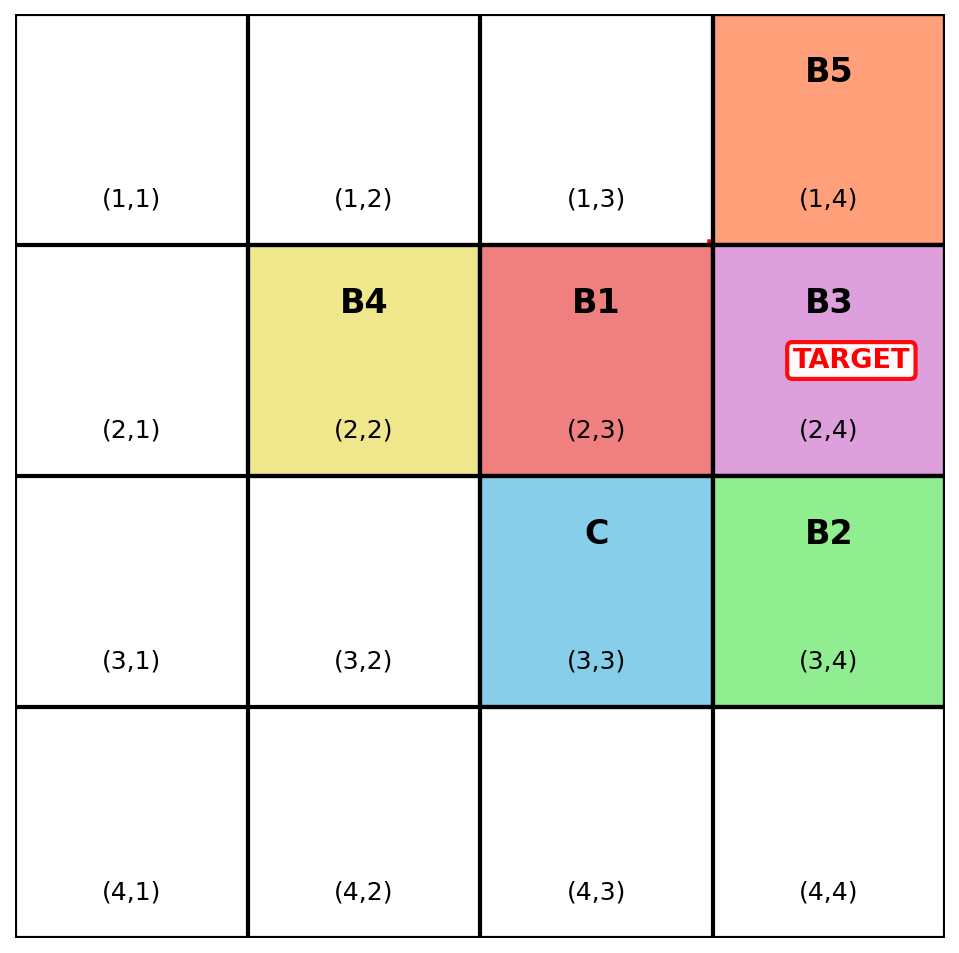 B5
(1,1) (1,2) (1,3) (1,4)
B4 B1 B3
TARGET
(2,1) (2,2) (2,3) (2,4)
C B2
(3,1) (3,2) (3,3) (3,4)
(4,1) (4,2) (4,3) (4,4)